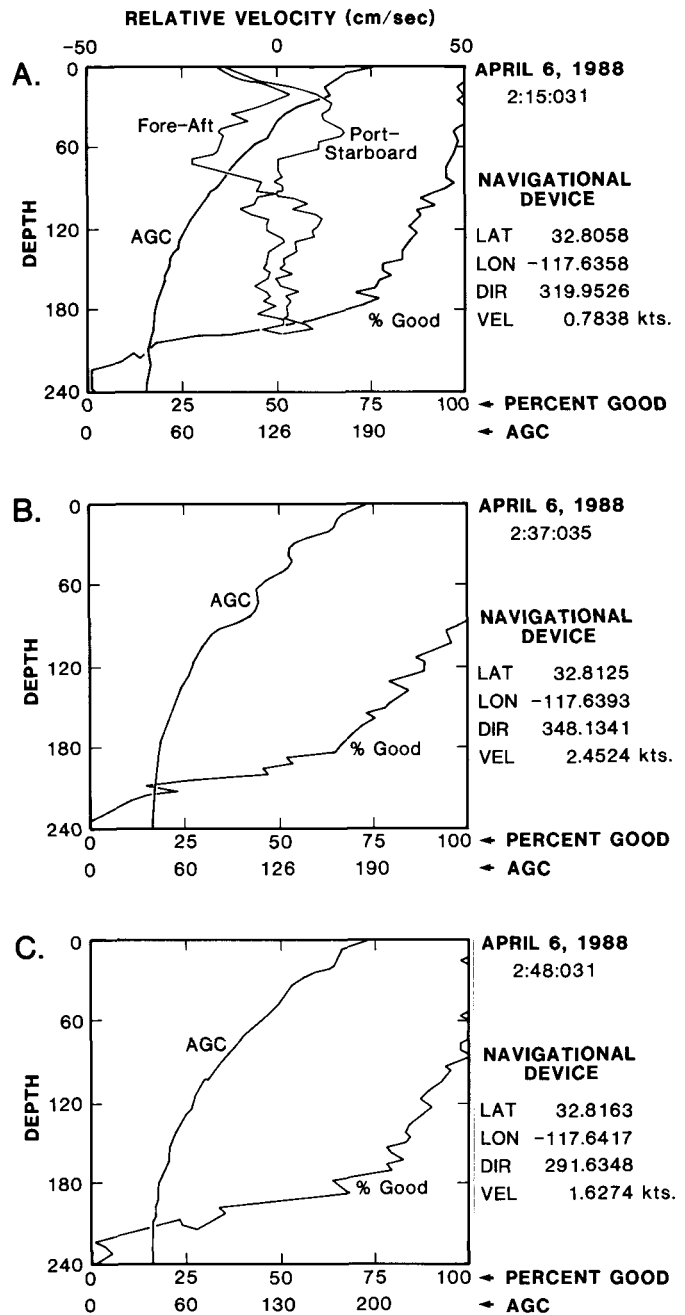 RELATIVE VELOCITY (cm/sec)
-50 0 50
A.
0
60
120
180
240
DEPTH
Fore-Aft
Port-
Starboard
AGC
% Good
0 25 50 75 100 ← PERCENT GOOD
0 60 126 190 ← AGC
APRIL 6, 1988
2:15:031
NAVIGATIONAL
DEVICE
LAT 32.8058
LON -117.6358
DIR 319.9526
VEL 0.7838 kts.
B.
0
60
120
180
240
DEPTH
AGC
% Good
0 25 50 75 100 ← PERCENT GOOD
0 60 126 190 ← AGC
APRIL 6, 1988
2:37:035
NAVIGATIONAL
DEVICE
LAT 32.8125
LON -117.6393
DIR 348.1341
VEL 2.4524 kts.
C.
0
60
120
180
240
DEPTH
AGC
% Good
0 25 50 75 100 ← PERCENT GOOD
0 60 130 200 ← AGC
APRIL 6, 1988
2:48:031
NAVIGATIONAL
DEVICE
LAT 32.8163
LON -117.6417
DIR 291.6348
VEL 1.6274 kts.